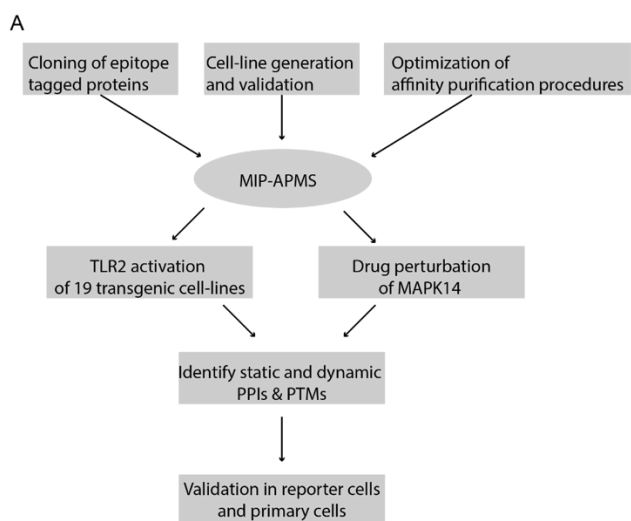 A
Cloning of epitope
tagged proteins
Cell-line generation
and validation
Optimization of
affinity purification procedures
MIP-APMS
TLR2 activation
of 19 transgenic cell-lines
Drug perturbation
of MAPK14
Identify static and dynamic
PPIs & PTMs
Validation in reporter cells
and primary cells